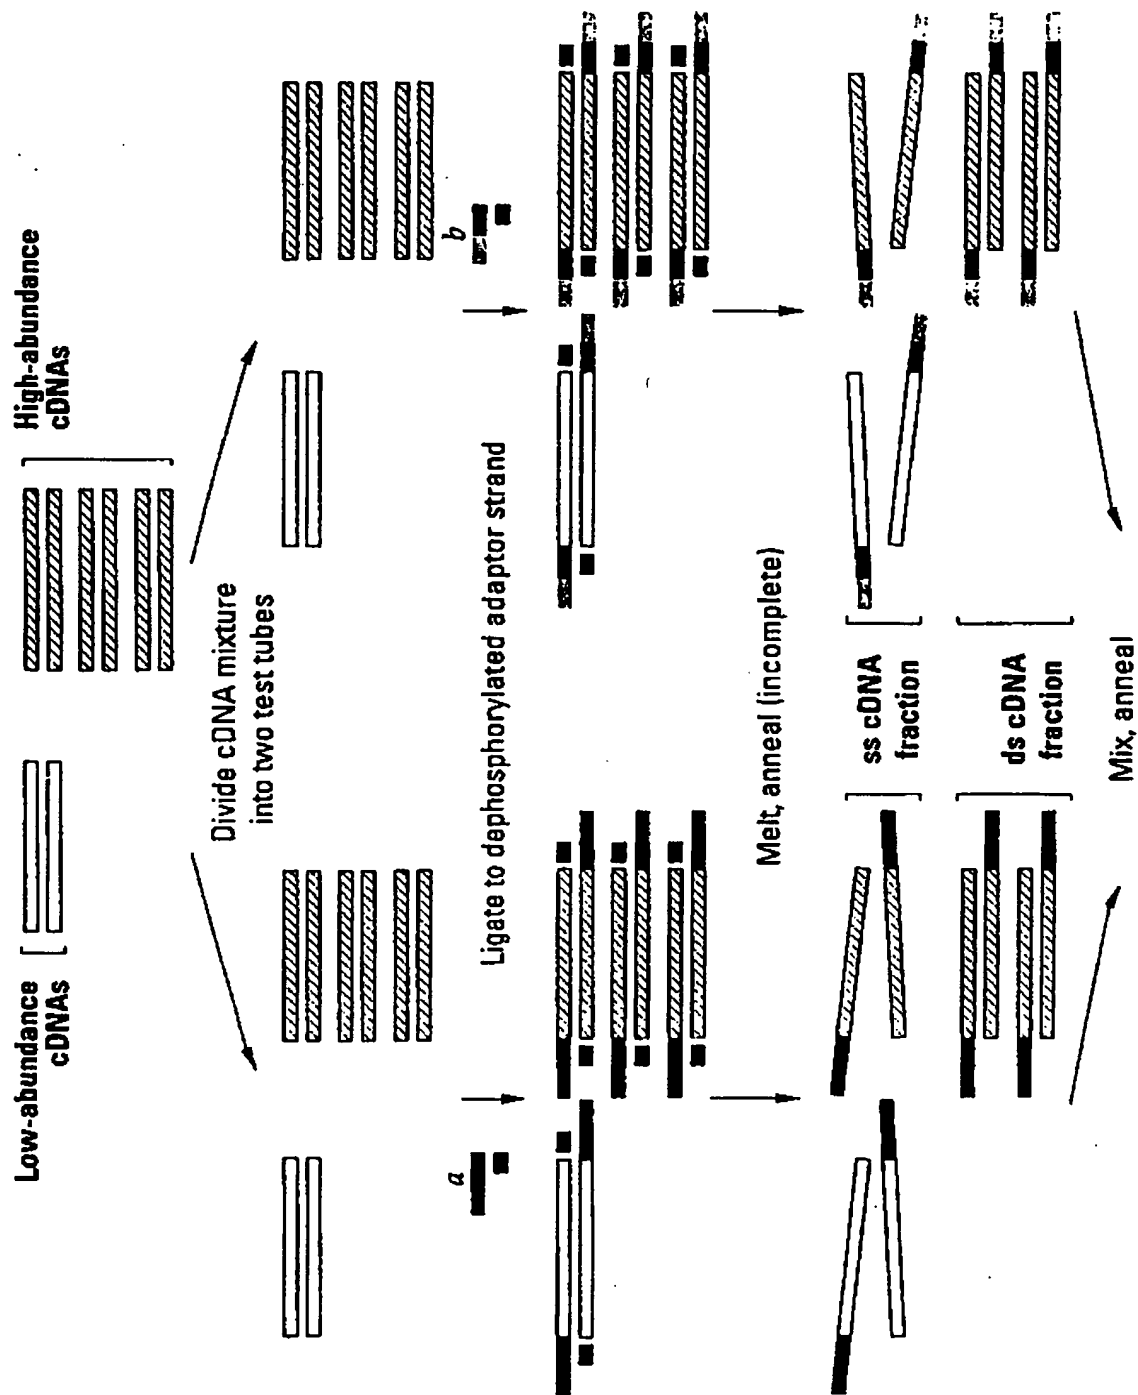 Low-abundance
cDNAs
High-abundance
cDNAs
Divide cDNA mixture
into two test tubes
a
b
Ligate to dephosphorylated adaptor strand
Melt, anneal (incomplete)
ss cDNA
fraction
ds cDNA
fraction
Mix, anneal